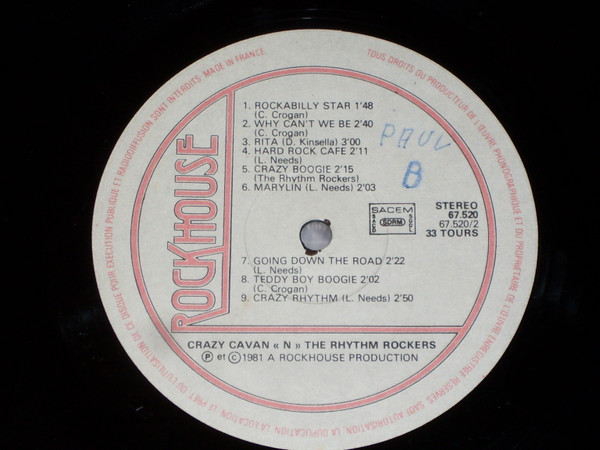 TOUS DROITS DU PRODUCTEUR DE L'ŒUVRE PHONOGRAPHIQUE ET DU PROPRIETAIRE DE L'ŒUVRE ENREGISTREE RESERVES. SAUF AUTORISATION, LA DUPLICATION, LA LOCATION, LE PRET OU L'UTILISATION DE CE DISQUE POUR EXECUTION PUBLIQUE ET RADIODIFFUSION SONT INTERDITS. MADE IN FRANCE
ROCKHOUSE
1. ROCKABILLY STAR 1'48
(C. Crogan)
2. WHY CAN'T WE BE 2'40
(C. Crogan)
3. RITA (D. Kinsella) 3'00
4. HARD ROCK CAFE 2'11
(L. Needs)
5. CRAZY BOOGIE 2'15
(The Rhythm Rockers)
6. MARYLIN (L. Needs) 2'03
PAUL
B
SACEM
SACD SDRM SGDL
STEREO
67.520
67.520/2
33 TOURS
7. GOING DOWN THE ROAD 2'22
(L. Needs)
8. TEDDY BOY BOOGIE 2'02
(C. Crogan)
9. CRAZY RHYTHM (L. Needs) 2'50
CRAZY CAVAN « N » THE RHYTHM ROCKERS
Ⓟ et © 1981 A ROCKHOUSE PRODUCTION